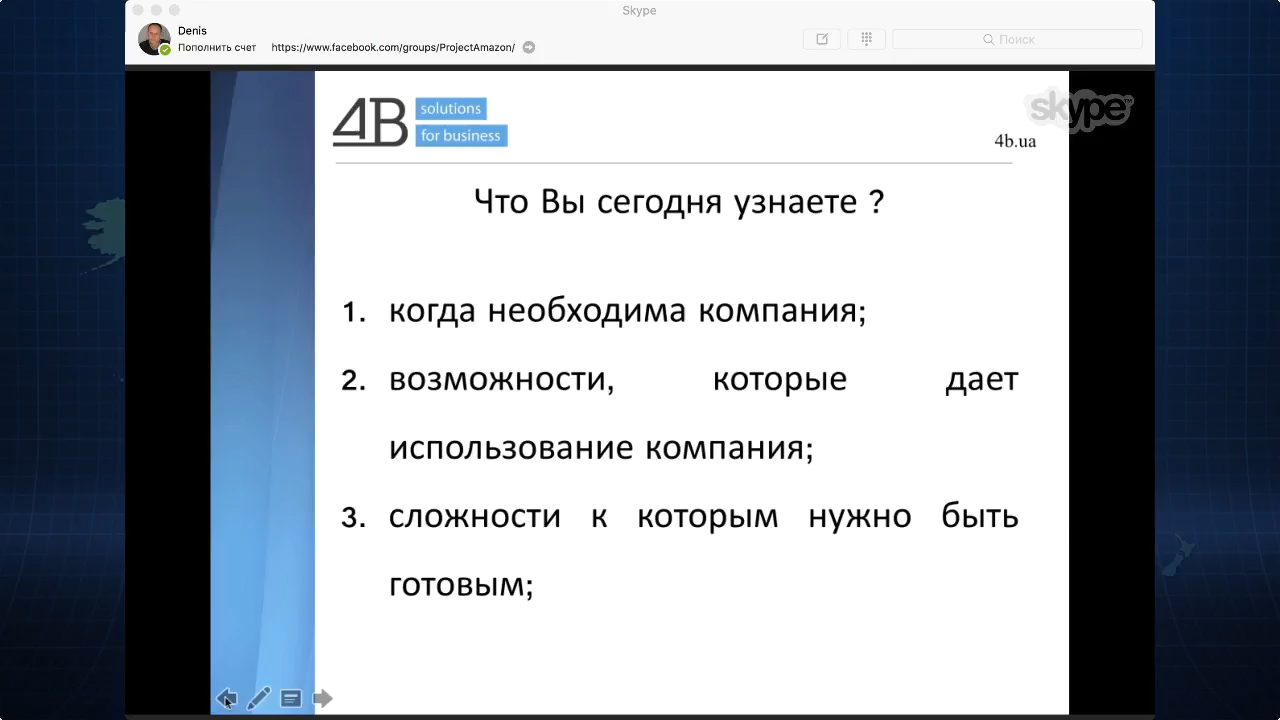 Skype
Denis
Пополнить счет https://www.facebook.com/groups/ProjectAmazon/
Поиск
4B solutions
for business
skype™
4b.ua
Что Вы сегодня узнаете ?
1. когда необходима компания;
2. возможности, которые дает
использование компания;
3. сложности к которым нужно быть
готовым;